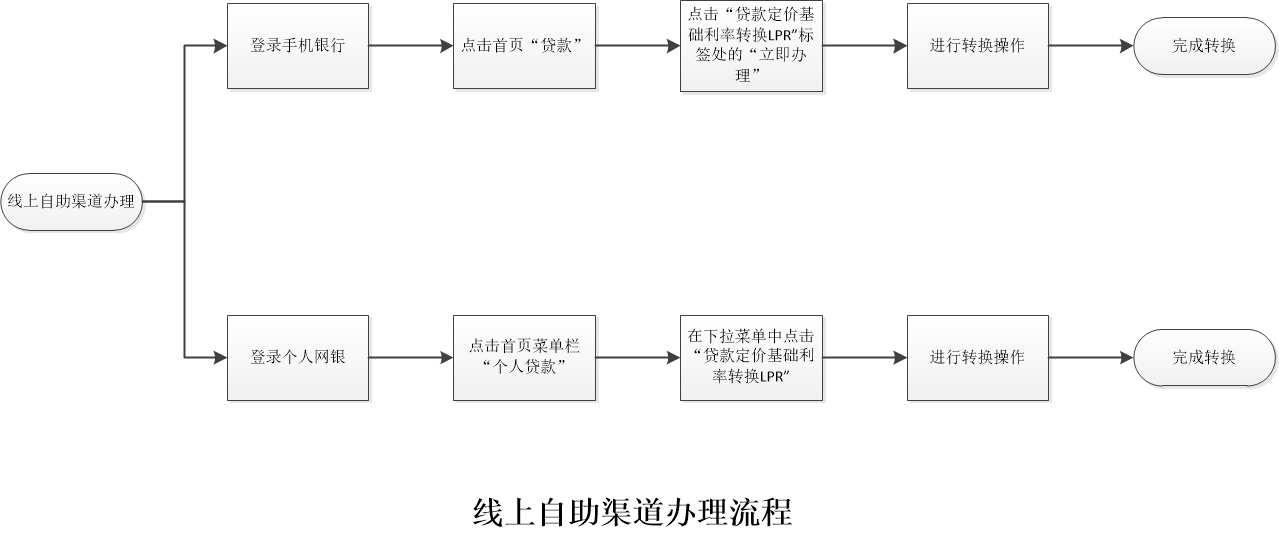 登录手机银行
点击首页“贷款”
点击“贷款定价基
础利率转换LPR”标
签处的“立即办
理”
进行转换操作
完成转换
线上自助渠道办理
登录个人网银
点击首页菜单栏
“个人贷款”
在下拉菜单中点击
“贷款定价基础利
率转换LPR”
进行转换操作
完成转换
线上自助渠道办理流程